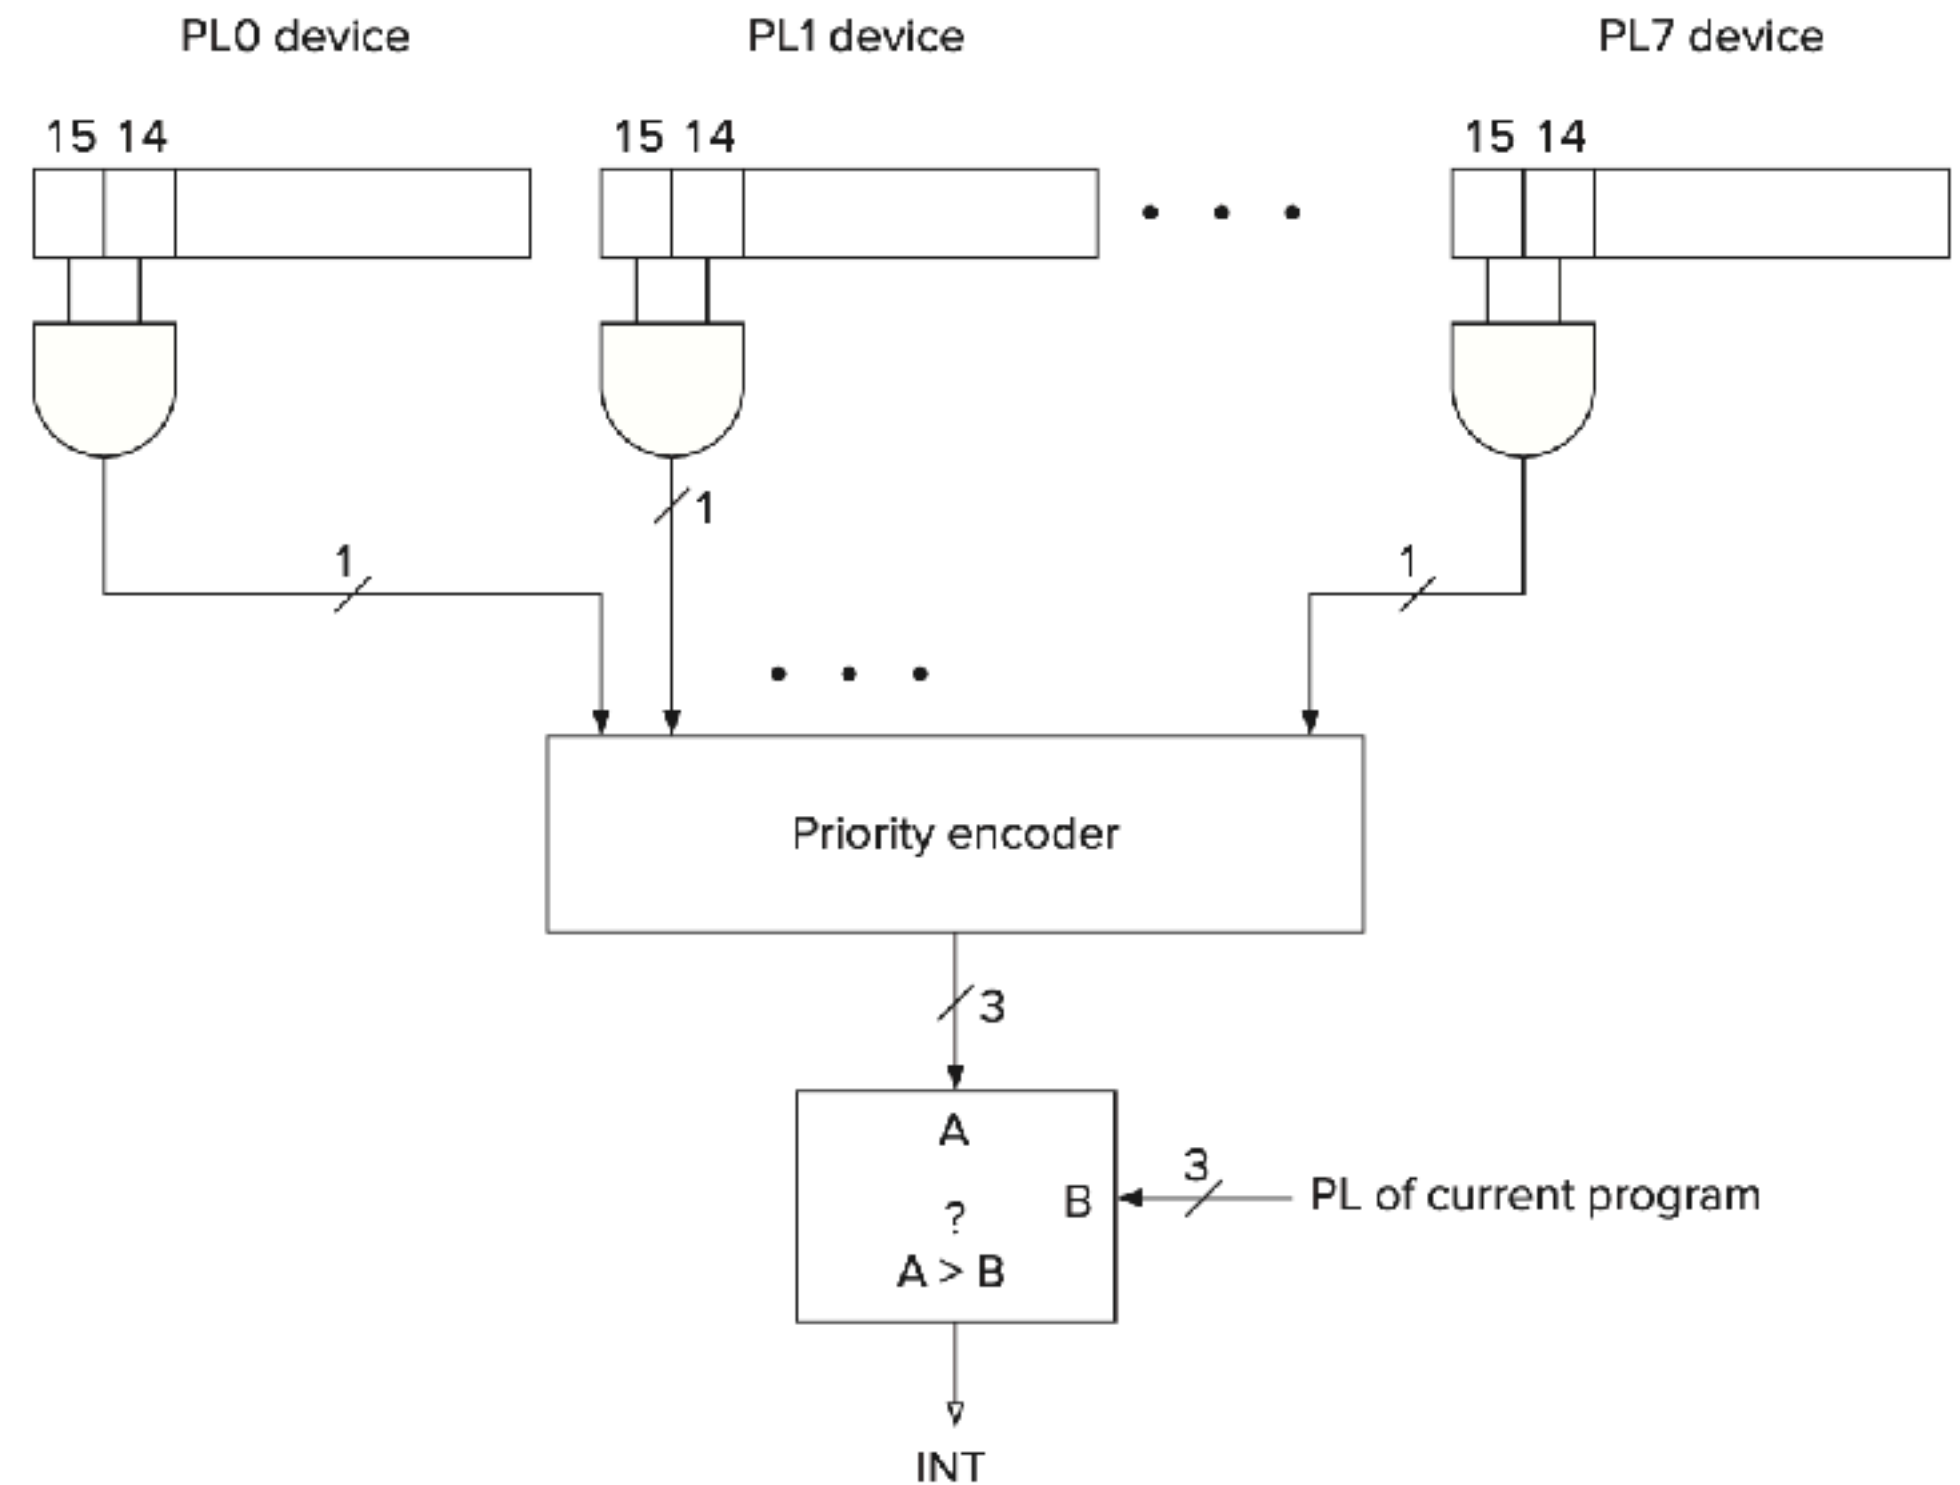 PL0 device
PL1 device
PL7 device
15 14
15 14
15 14
1
1
1
Priority encoder
3
A
3
B
PL of current program
?
A > B
INT